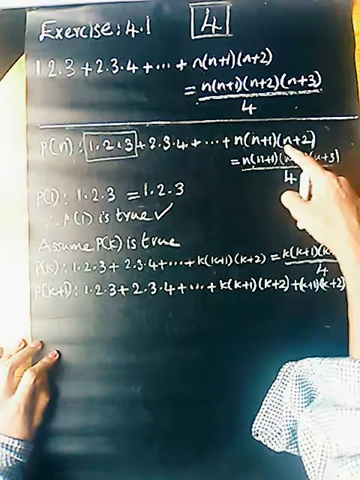 Exercise: 4.1 4
1.2.3 + 2.3.4 + ... + n(n+1)(n+2)
= n(n+1)(n+2)(n+3)
4
P(n): 1.2.3 + 2.3.4 + ... + n(n+1)(n+2)
= n(n+1)(n +3)
4
P(1): 1.2.3 = 1.2.3
∴ P(1) is true ✓
Assume P(K) is true
P(K): 1.2.3 + 2.3.4 + ... + K(K+1)(K+2) = K(K+1)(K
4
P(K+1): 1.2.3 + 2.3.4 + ... + K(K+1)(K+2) + (K+1)(K+2)